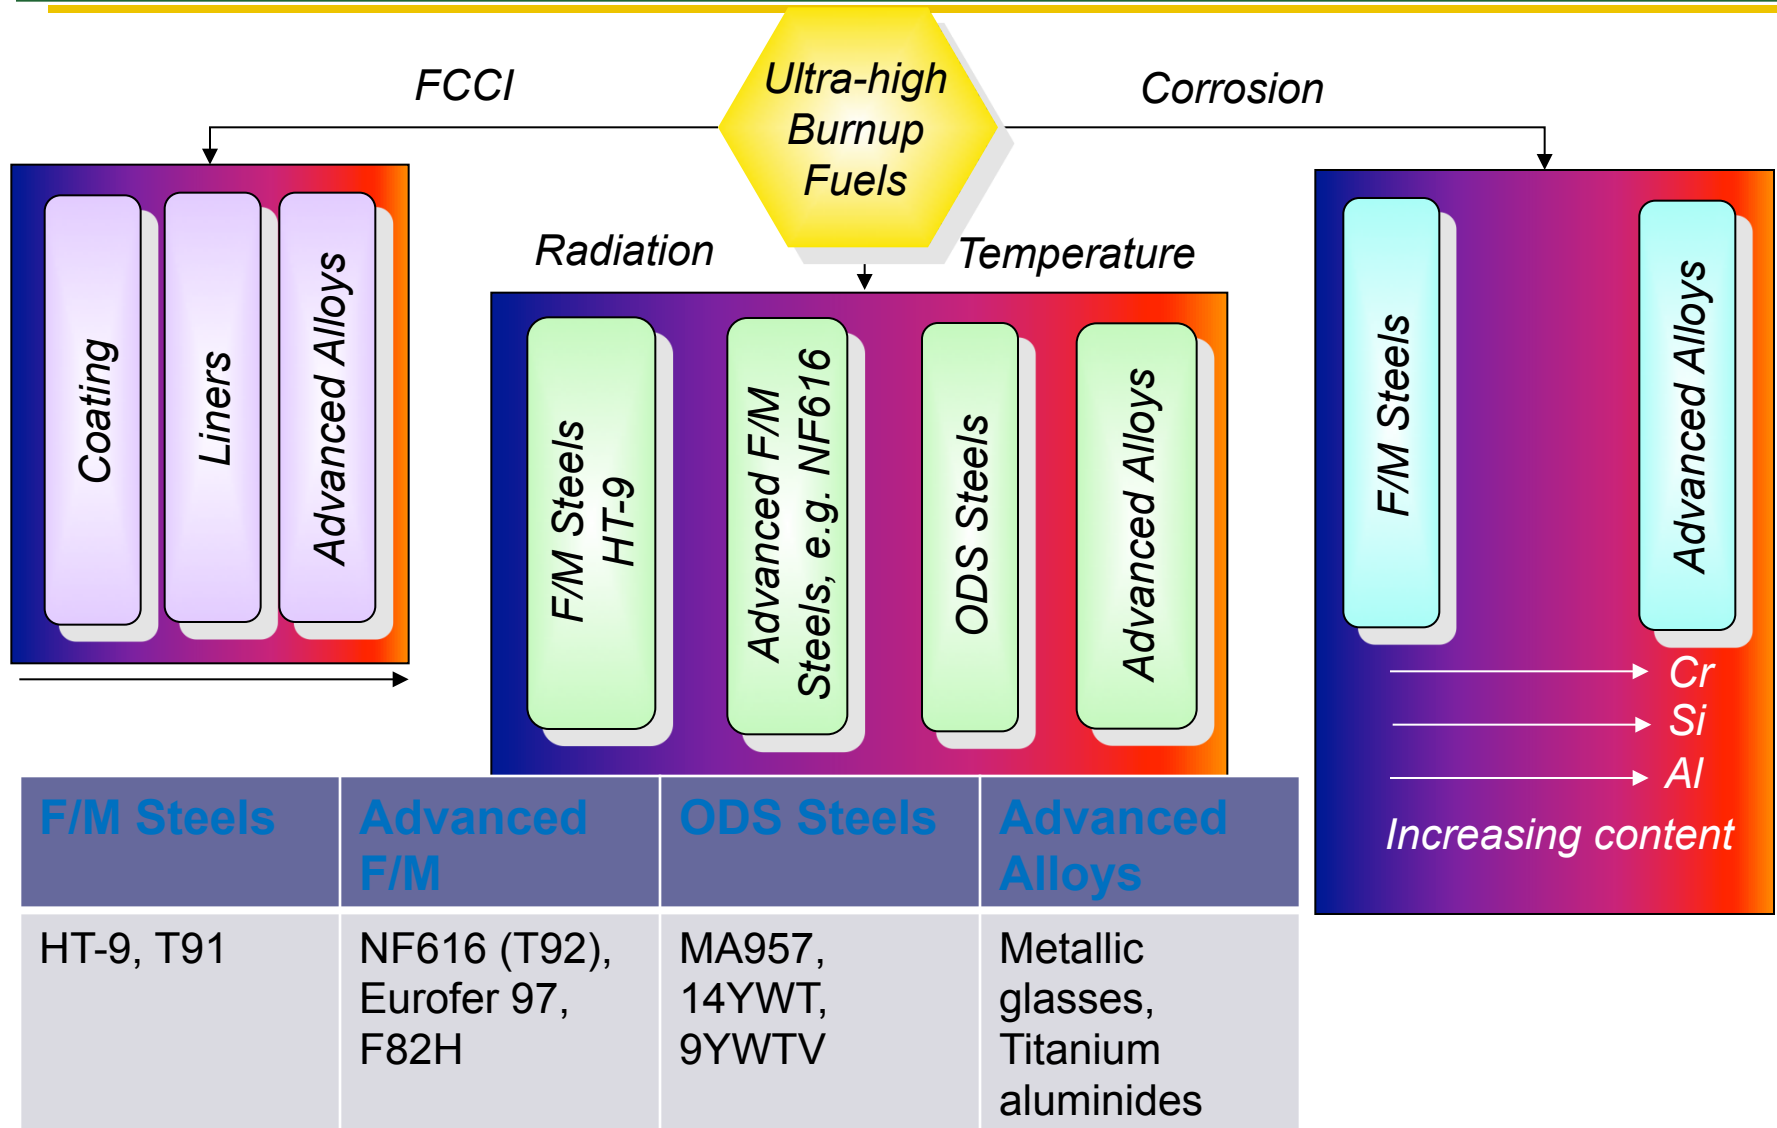 FCCI
Ultra-high
Burnup
Fuels
Corrosion
Radiation
Temperature
Coating
Liners
Advanced Alloys
F/M Steels
HT-9
Advanced F/M
Steels, e.g. NF616
ODS Steels
Advanced Alloys
F/M Steels
Advanced Alloys
Cr
Si
Al
Increasing content
F/M Steels
Advanced
F/M
ODS Steels
Advanced
Alloys
HT-9, T91
NF616 (T92),
Eurofer 97,
F82H
MA957,
14YWT,
9YWTV
Metallic
glasses,
Titanium
aluminides